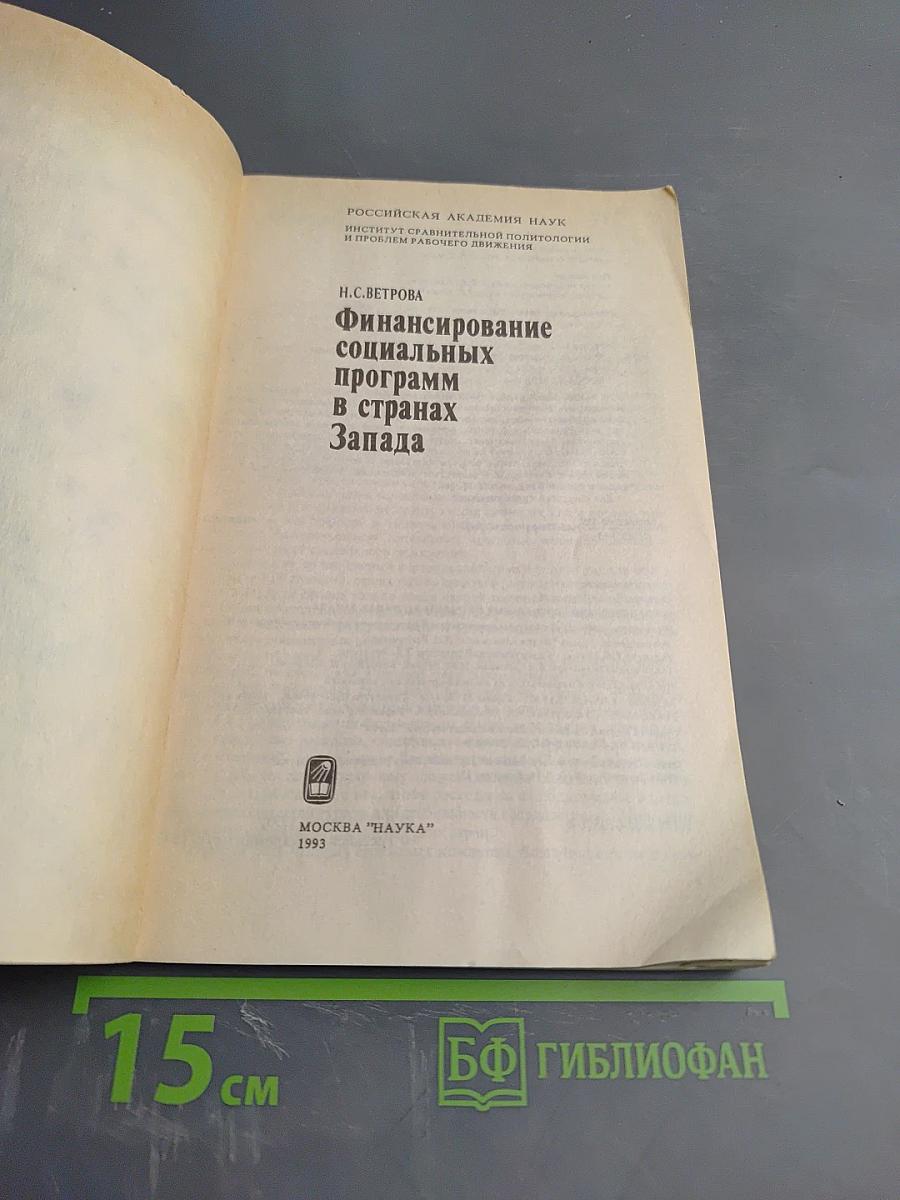 РОССИЙСКАЯ АКАДЕМИЯ НАУК
ИНСТИТУТ СРАВНИТЕЛЬНОЙ ПОЛИТОЛОГИИ
И ПРОБЛЕМ РАБОЧЕГО ДВИЖЕНИЯ
Н.С.ВЕТРОВА
Финансирование
социальных
программ
в странах
Запада
МОСКВА "НАУКА"
1993
15 см
БФ ГИБЛИОФАН